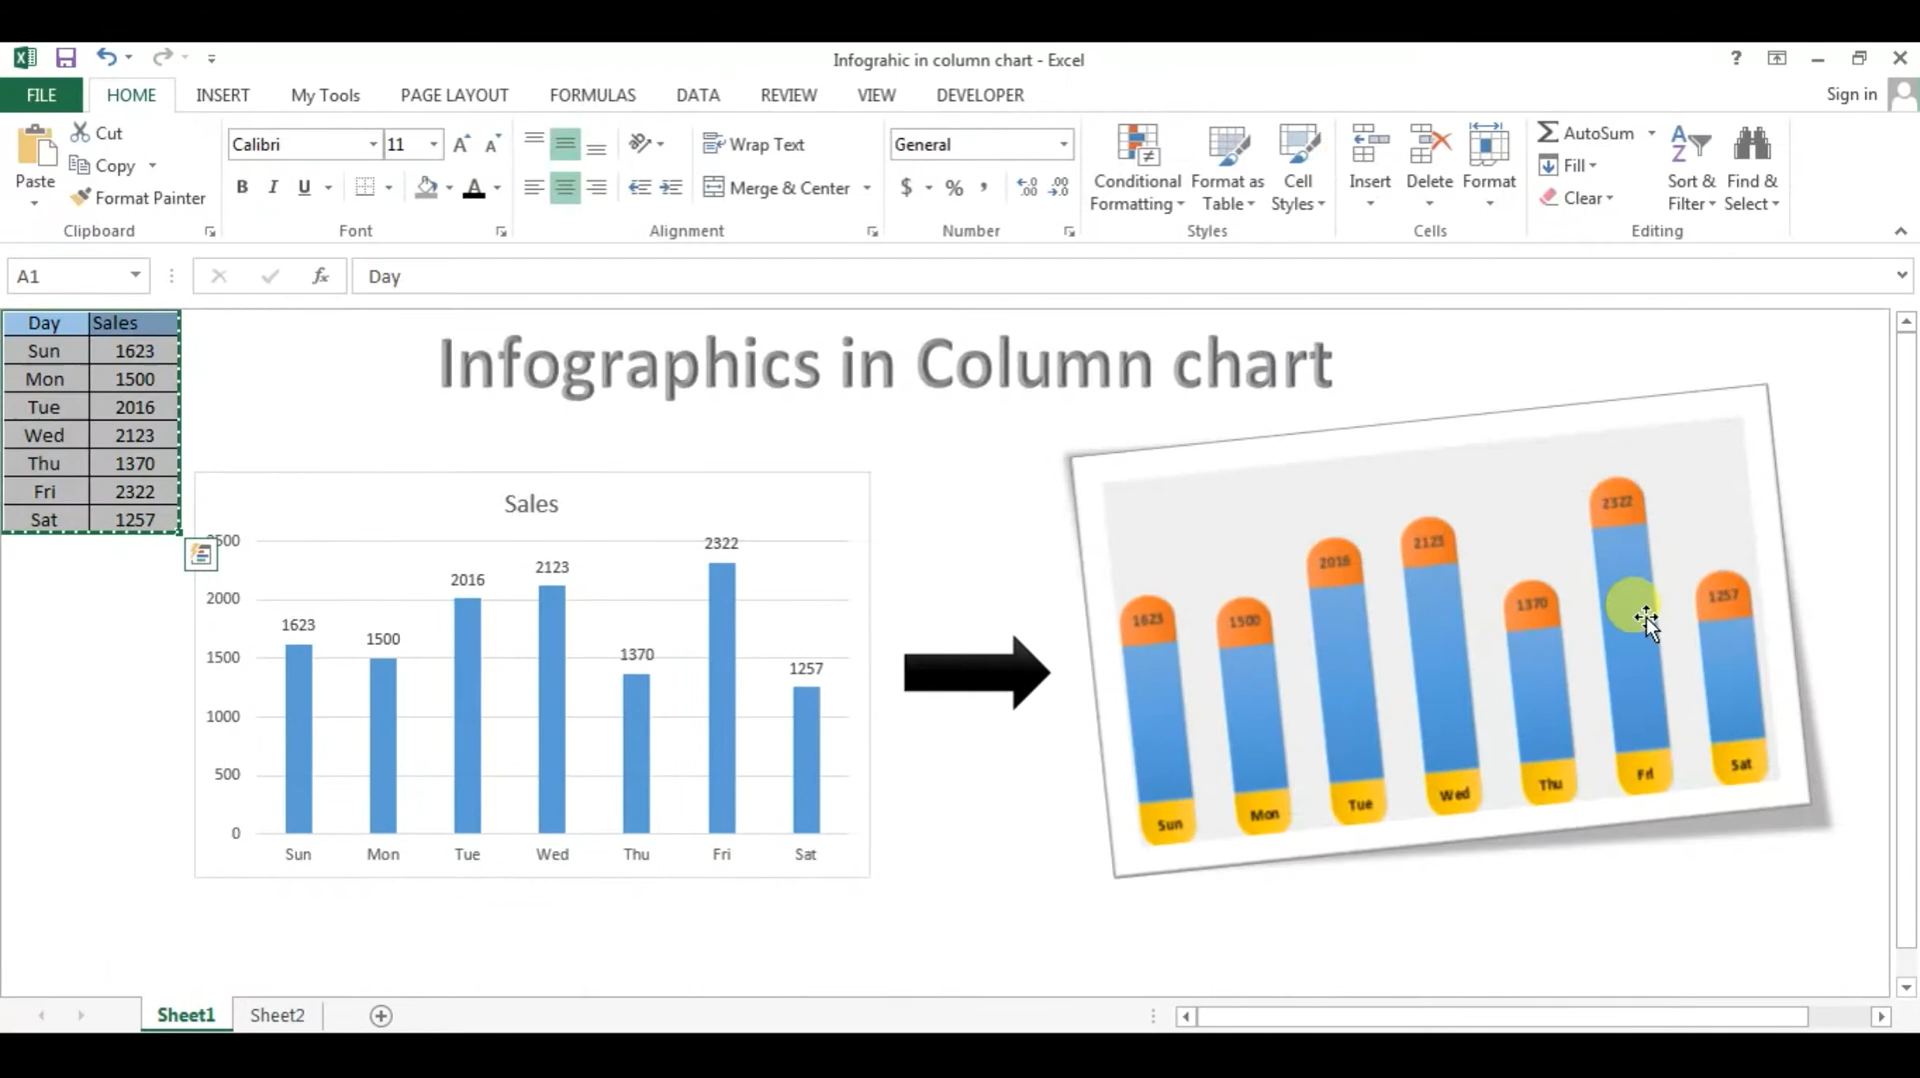 Infograhic in column chart - Excel
?
FILE HOME INSERT My Tools PAGE LAYOUT FORMULAS DATA REVIEW VIEW DEVELOPER Sign in
Cut
Copy
Format Painter
Paste
Clipboard
Calibri 11
B I U
Font
Wrap Text
Merge & Center
Alignment
General
$ % ,
Number
Conditional Formatting
Format as Table
Cell Styles
Styles
Insert
Delete
Format
Cells
AutoSum
Fill
Clear
Sort & Filter
Find & Select
Editing
A1 fx Day
Day Sales
Sun 1623
Mon 1500
Tue 2016
Wed 2123
Thu 1370
Fri 2322
Sat 1257
Infographics in Column chart
Sales
2000
1500
1000
500
0
1623 1500 2016 2123 1370 2322 1257
Sun Mon Tue Wed Thu Fri Sat
1623 1500 2016 2123 1370 2322 1257
Sun Mon Tue Wed Thu Fri Sat
Sheet1 Sheet2